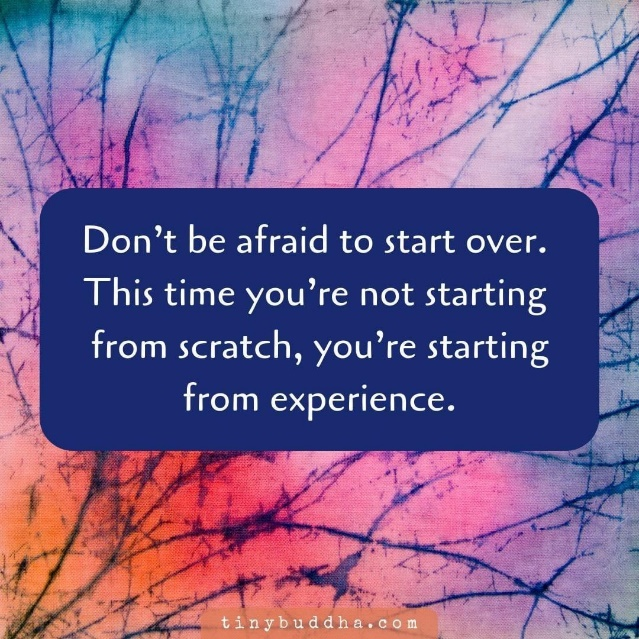 Don’t be afraid to start over.
This time you’re not starting
from scratch, you’re starting
from experience.
tinybuddha.com